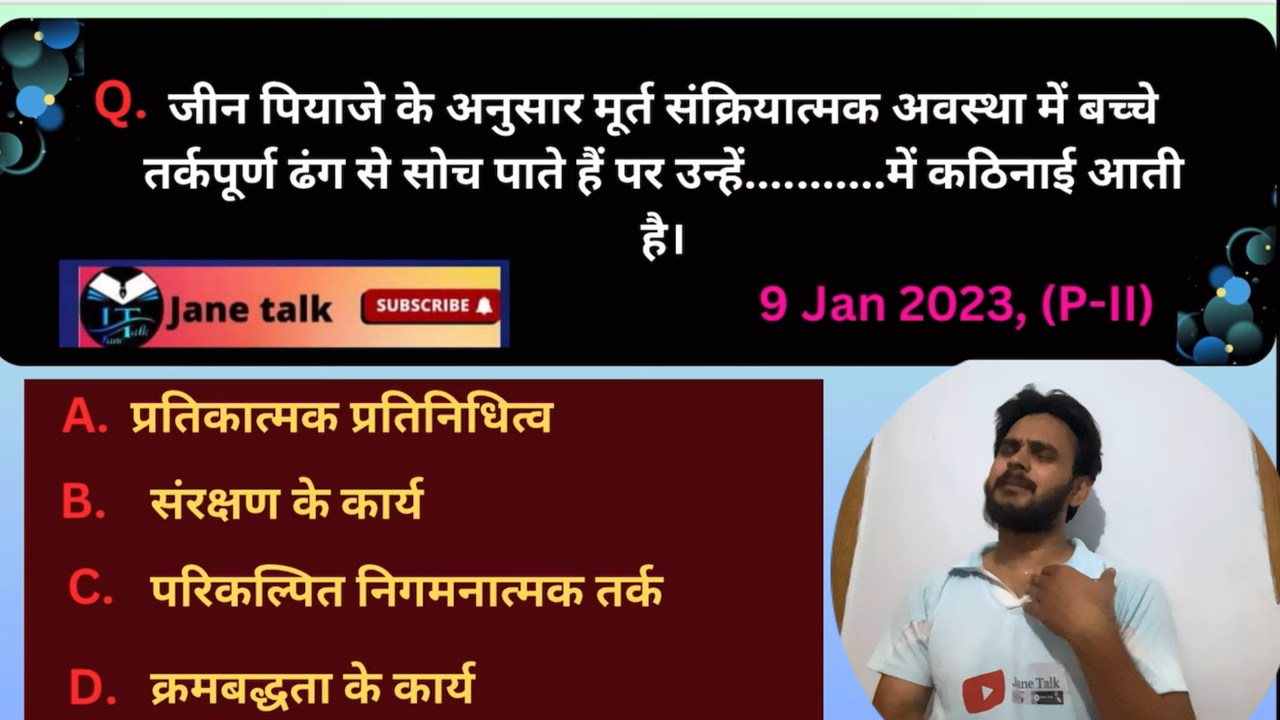 Q. जीन पियाजे के अनुसार मूर्त संक्रियात्मक अवस्था में बच्चे
तर्कपूर्ण ढंग से सोच पाते हैं पर उन्हें...........में कठिनाई आती
है।
Jane talk SUBSCRIBE
9 Jan 2023, (P-II)
A. प्रतिकात्मक प्रतिनिधित्व
B. संरक्षण के कार्य
C. परिकल्पित निगमनात्मक तर्क
D. क्रमबद्धता के कार्य
Jane Talk